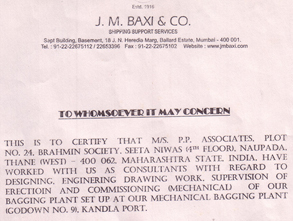 Estd. 1916
J. M. BAXI & CO.
SHIPPING SUPPORT SERVICES
Sapt Building, Basement, 18 J. N. Heredia Marg, Ballard Estate, Mumbai - 400 001.
Tel : 91-22-22675112 / 22653396 Fax : 91-22-67635102 Website : www.jmbaxi.com
TO WHOMSOEVER IT MAY CONCERN
THIS IS TO CERTIFY THAT M/S. P.P. ASSOCIATES, PLOT
NO. 24, BRAHMIN SOCIETY, SEETA NIWAS (4TH FLOOR), NAUPADA,
THANE (WEST) – 400 062, MAHARASHTRA STATE, INDIA, HAVE
WORKED WITH US AS CONSULTANTS WITH REGARD TO
DESIGNING, ENGINEERING DRAWING WORK, SUPERVISION OF
ERECTIOIN AND COMMISSIONING (MECHANICAL) OF OUR
BAGGING PLANT SET UP AT OUR MECHANICAL BAGGING PLANT
(GODOWN NO. 9), KANDLA PORT.